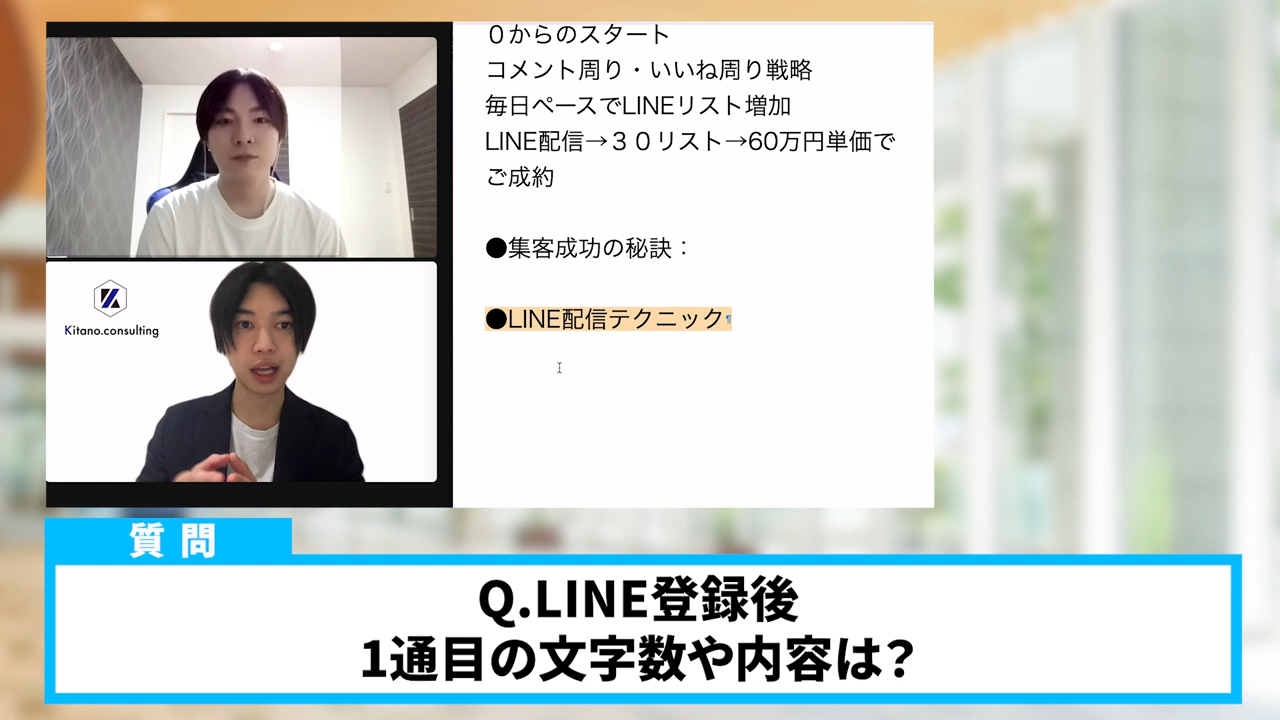 ０からのスタート
コメント周り・いいね周り戦略
毎日ペースでLINEリスト増加
LINE配信→３０リスト→60万円単価で
ご成約
●集客成功の秘訣：
●LINE配信テクニック
Kitano.consulting
質問
Q.LINE登録後
1通目の文字数や内容は？